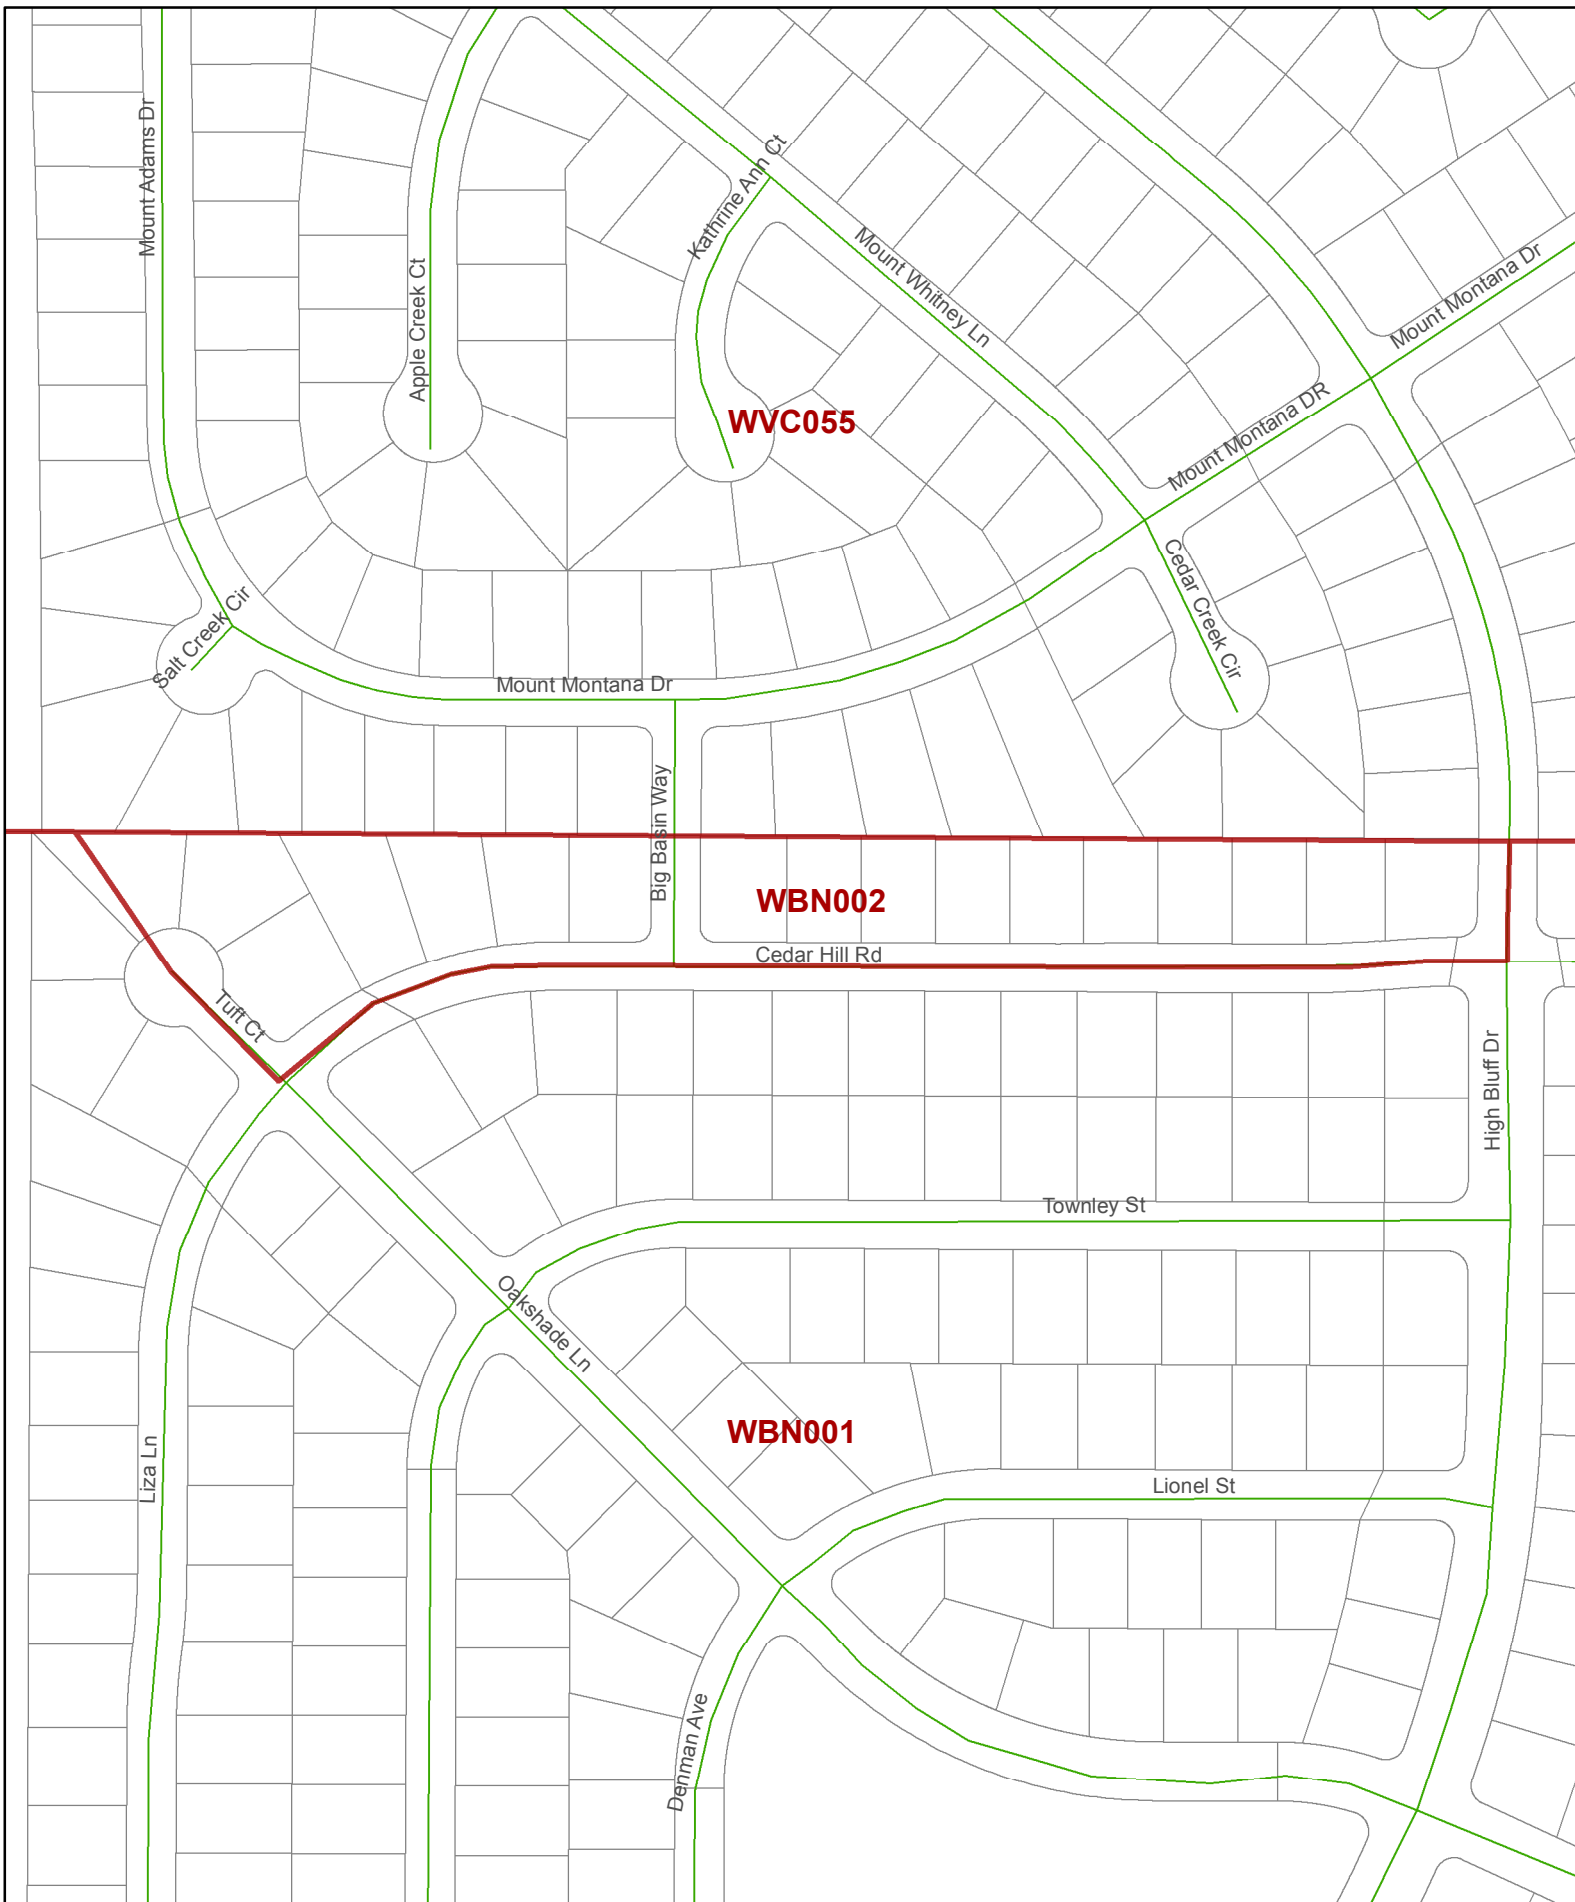 Mount Adams Dr
Kathrine Ann Ct
Mount Whitney Ln
Mount Montana Dr
Apple Creek Ct
Mount Montana DR
WVC055
Cedar Creek Cir
Salt Creek Cir
Mount Montana Dr
Big Basin Way
WBN002
Cedar Hill Rd
Tuft Ct
High Bluff Dr
Townley St
Oakshade Ln
WBN001
Liza Ln
Lionel St
Denman Ave